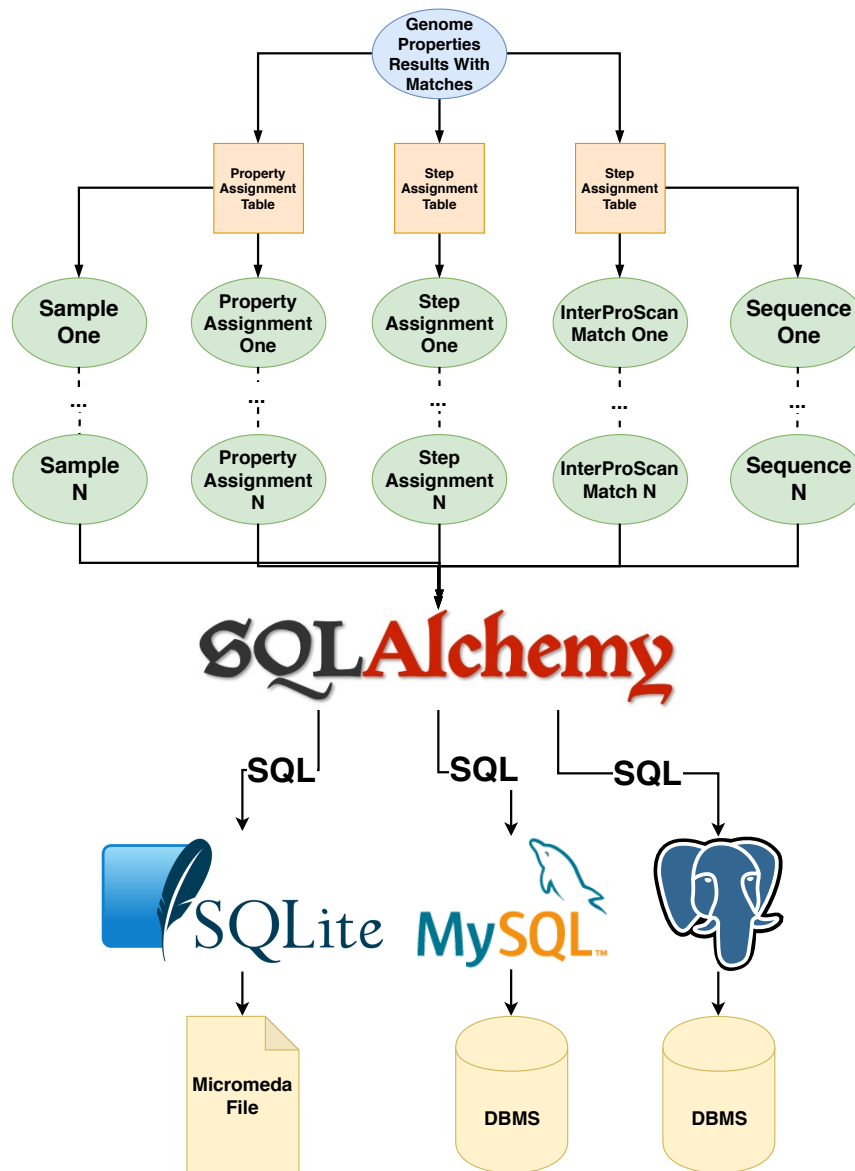 Genome
Properties
Results With
Matches
Property
Assignment
Table
Step
Assignment
Table
Step
Assignment
Table
Sample
One
Property
Assignment
One
Step
Assignment
One
InterProScan
Match One
Sequence
One
...
...
...
...
...
Sample
N
Property
Assignment
N
Step
Assignment
N
InterProScan
Match N
Sequence
N
SQLAlchemy
SQL
SQL
SQL
SQLite
MySQL™
Micromeda
File
DBMS
DBMS